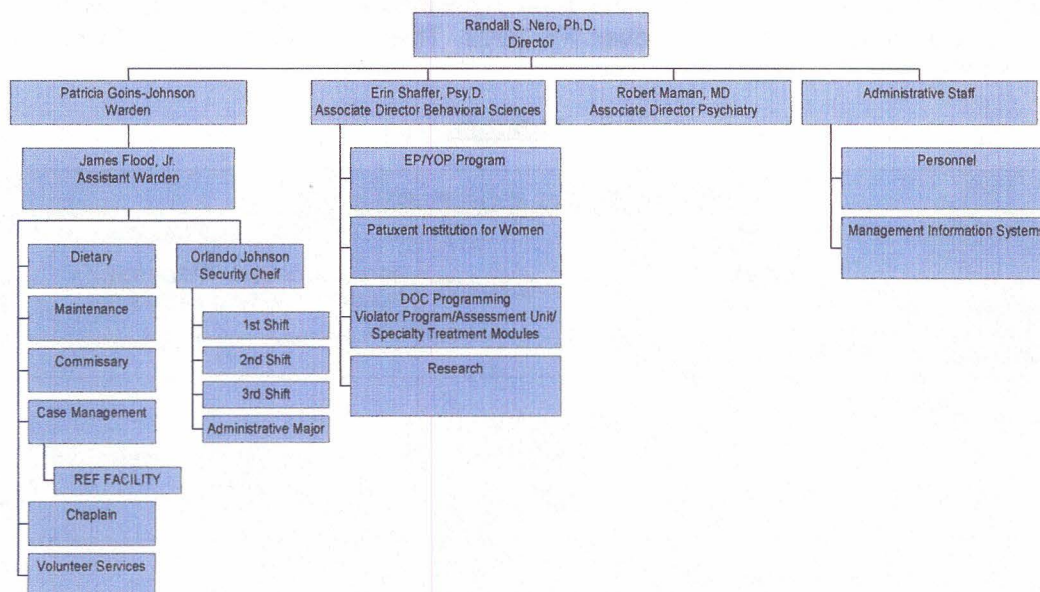 Randall S. Nero, Ph.D.
Director
Patricia Goins-Johnson
Warden
Erin Shaffer, Psy.D.
Associate Director Behavioral Sciences
Robert Maman, MD
Associate Director Psychiatry
Administrative Staff
James Flood, Jr.
Assistant Warden
EP/YOP Program
Personnel
Patuxent Institution for Women
Management Information Systems
Dietary
Orlando Johnson
Security Cheif
DOC Programming
Violator Program/Assessment Unit/
Specialty Treatment Modules
Maintenance
1st Shift
2nd Shift
Commissary
Research
3rd Shift
Case Management
Administrative Major
REF FACILITY
Chaplain
Volunteer Services